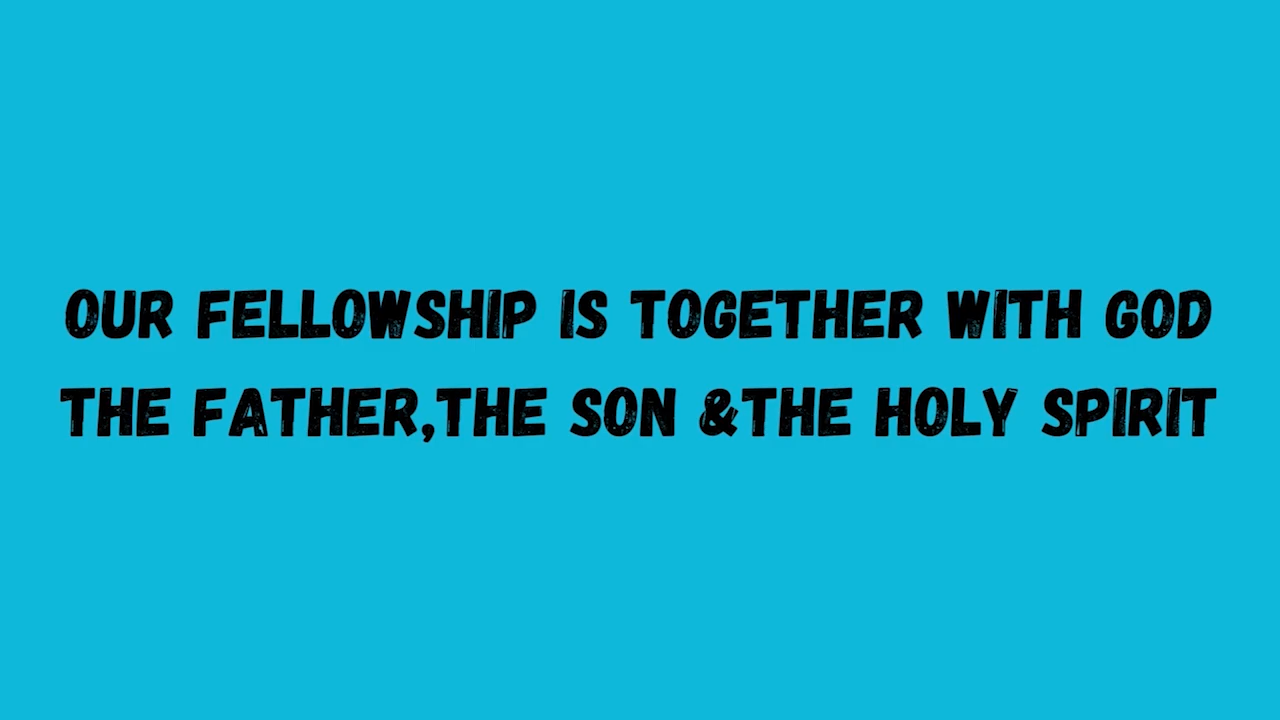 OUR FELLOWSHIP IS TOGETHER WITH GOD
THE FATHER,THE SON &THE HOLY SPIRIT